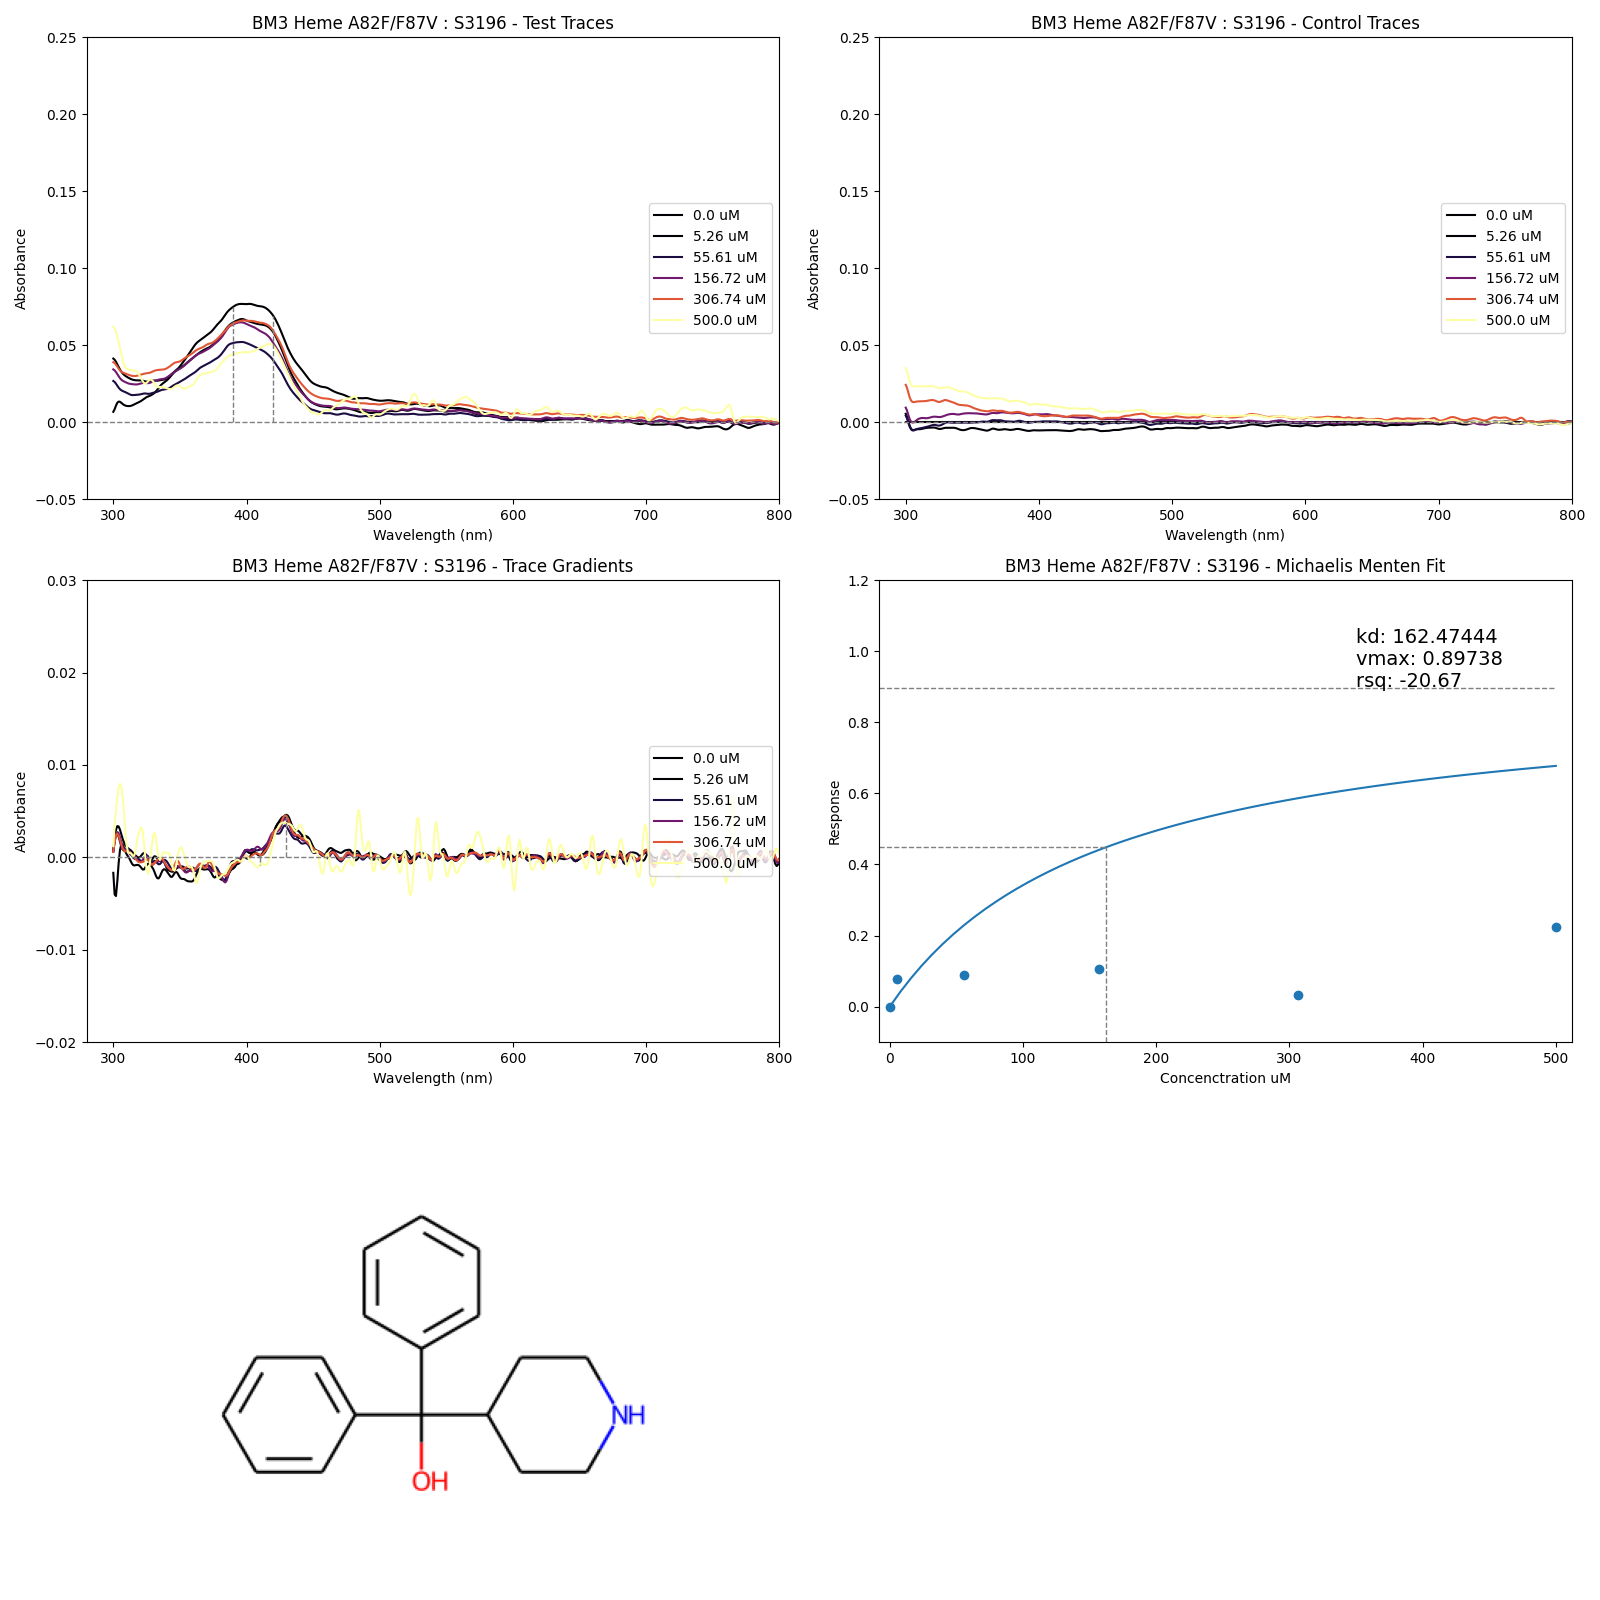 BM3 Heme A82F/F87V : S3196 - Test Traces
0.25
0.20
0.15
0.10
0.05
0.00
−0.05
Absorbance
300 400 500 600 700 800
Wavelength (nm)
0.0 uM
5.26 uM
55.61 uM
156.72 uM
306.74 uM
500.0 uM
BM3 Heme A82F/F87V : S3196 - Control Traces
0.25
0.20
0.15
0.10
0.05
0.00
−0.05
Absorbance
300 400 500 600 700 800
Wavelength (nm)
0.0 uM
5.26 uM
55.61 uM
156.72 uM
306.74 uM
500.0 uM
BM3 Heme A82F/F87V : S3196 - Trace Gradients
0.03
0.02
0.01
0.00
−0.01
−0.02
Absorbance
300 400 500 600 700 800
Wavelength (nm)
0.0 uM
5.26 uM
55.61 uM
156.72 uM
306.74 uM
500.0 uM
BM3 Heme A82F/F87V : S3196 - Michaelis Menten Fit
1.2
1.0
0.8
0.6
0.4
0.2
0.0
Response
kd: 162.47444
vmax: 0.89738
rsq: -20.67
0 100 200 300 400 500
Concenctration uM
NH
OH